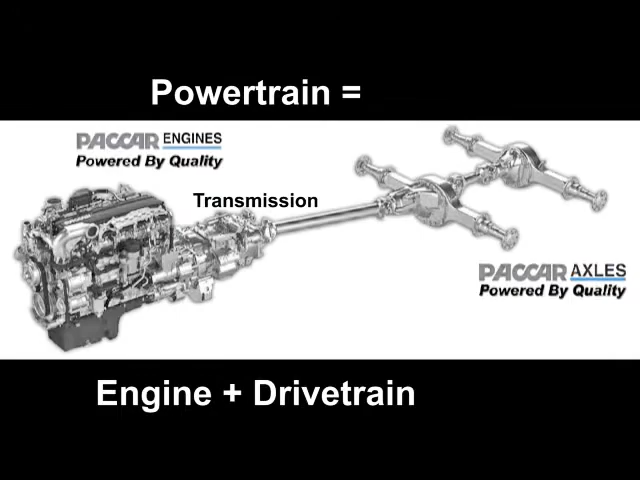 Powertrain =
PACCAR ENGINES
Powered By Quality
Transmission
PACCAR AXLES
Powered By Quality
Engine + Drivetrain